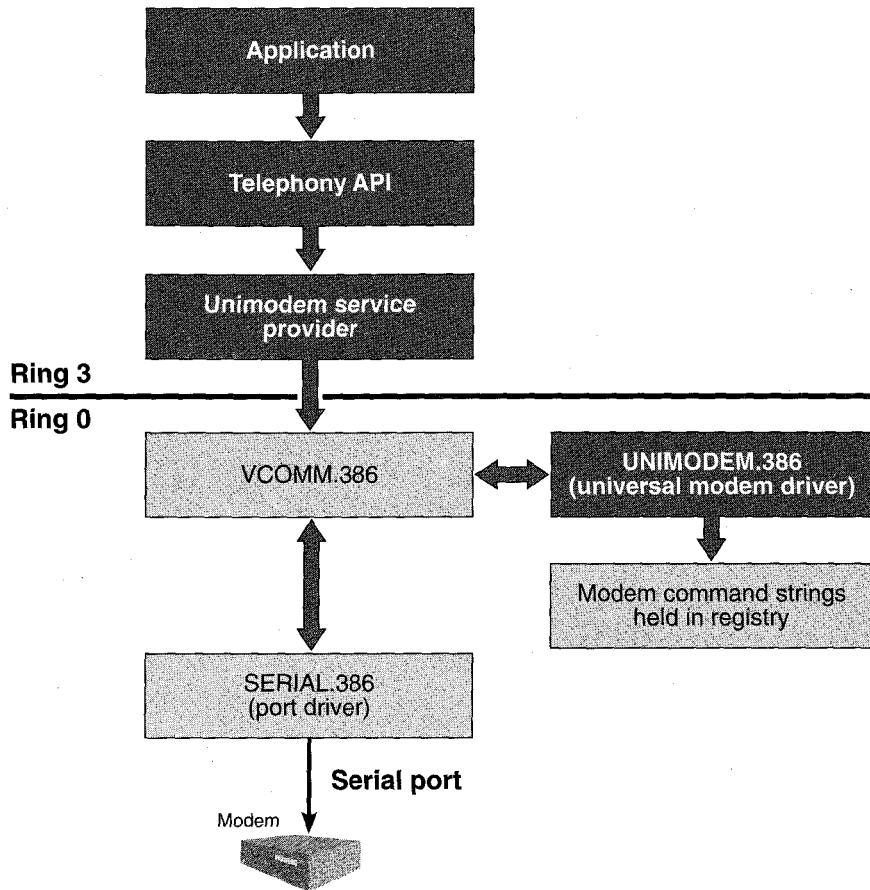 Application
Telephony API
Unimodem service
provider
Ring 3
Ring 0
VCOMM.386
UNIMODEM.386
(universal modem driver)
Modem command strings
held in registry
SERIAL.386
(port driver)
Serial port
Modem